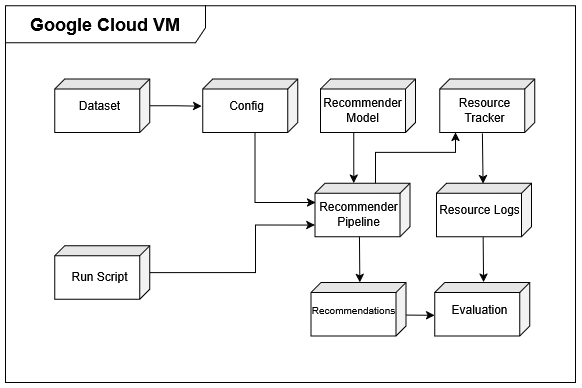 Google Cloud VM
Dataset
Config
Recommender
Model
Resource
Tracker
Recommender
Pipeline
Resource Logs
Run Script
Recommendations
Evaluation